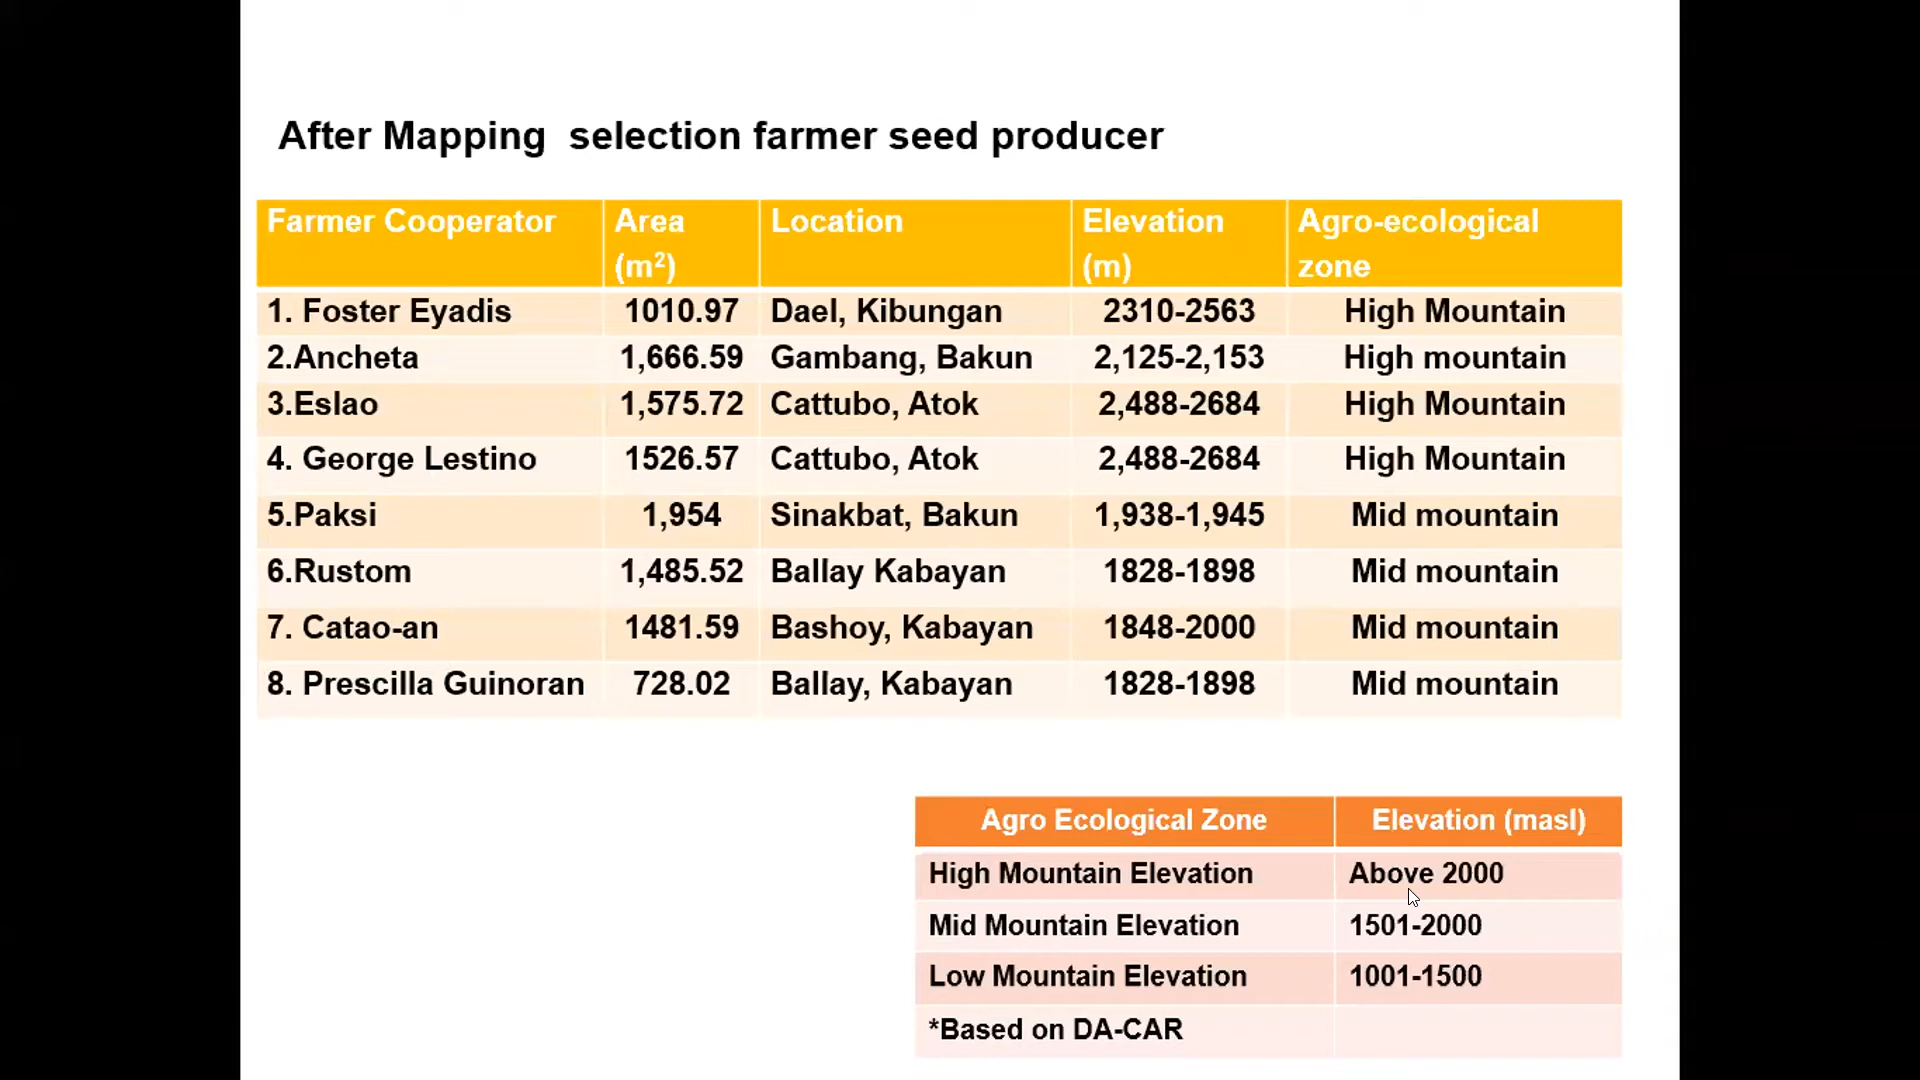 After Mapping  selection farmer seed producer
Farmer Cooperator Area (m²) Location Elevation (m) Agro-ecological zone
1. Foster Eyadis 1010.97 Dael, Kibungan 2310-2563 High Mountain
2.Ancheta 1,666.59 Gambang, Bakun 2,125-2,153 High mountain
3.Eslao 1,575.72 Cattubo, Atok 2,488-2684 High Mountain
4. George Lestino 1526.57 Cattubo, Atok 2,488-2684 High Mountain
5.Paksi 1,954 Sinakbat, Bakun 1,938-1,945 Mid mountain
6.Rustom 1,485.52 Ballay Kabayan 1828-1898 Mid mountain
7. Catao-an 1481.59 Bashoy, Kabayan 1848-2000 Mid mountain
8. Prescilla Guinoran 728.02 Ballay, Kabayan 1828-1898 Mid mountain
Agro Ecological Zone Elevation (masl)
High Mountain Elevation Above 2000
Mid Mountain Elevation 1501-2000
Low Mountain Elevation 1001-1500
*Based on DA-CAR